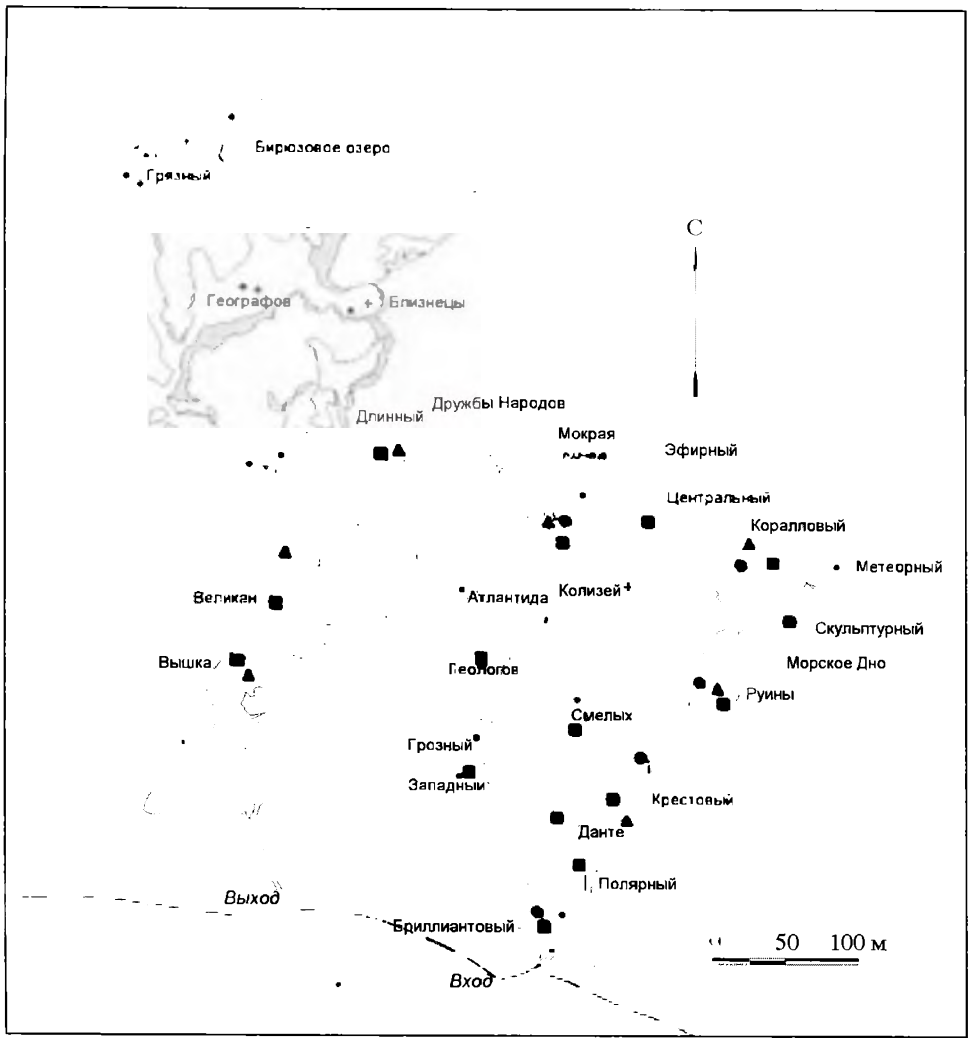 Бирюзовое озеро
Грязный
С
Географов
Близнецы
Дружбы Народов
Длинный
Мокрая
Эфирный
Центральный
Коралловый
Метеорный
Колизей
Атлантида
Великан
Скульптурный
Вышка
Геологов
Морское Дно
Руины
Смелых
Грозный
Западный
Крестовый
Данте
Полярный
Выход
Бриллиантовый
50 100 м
Вход